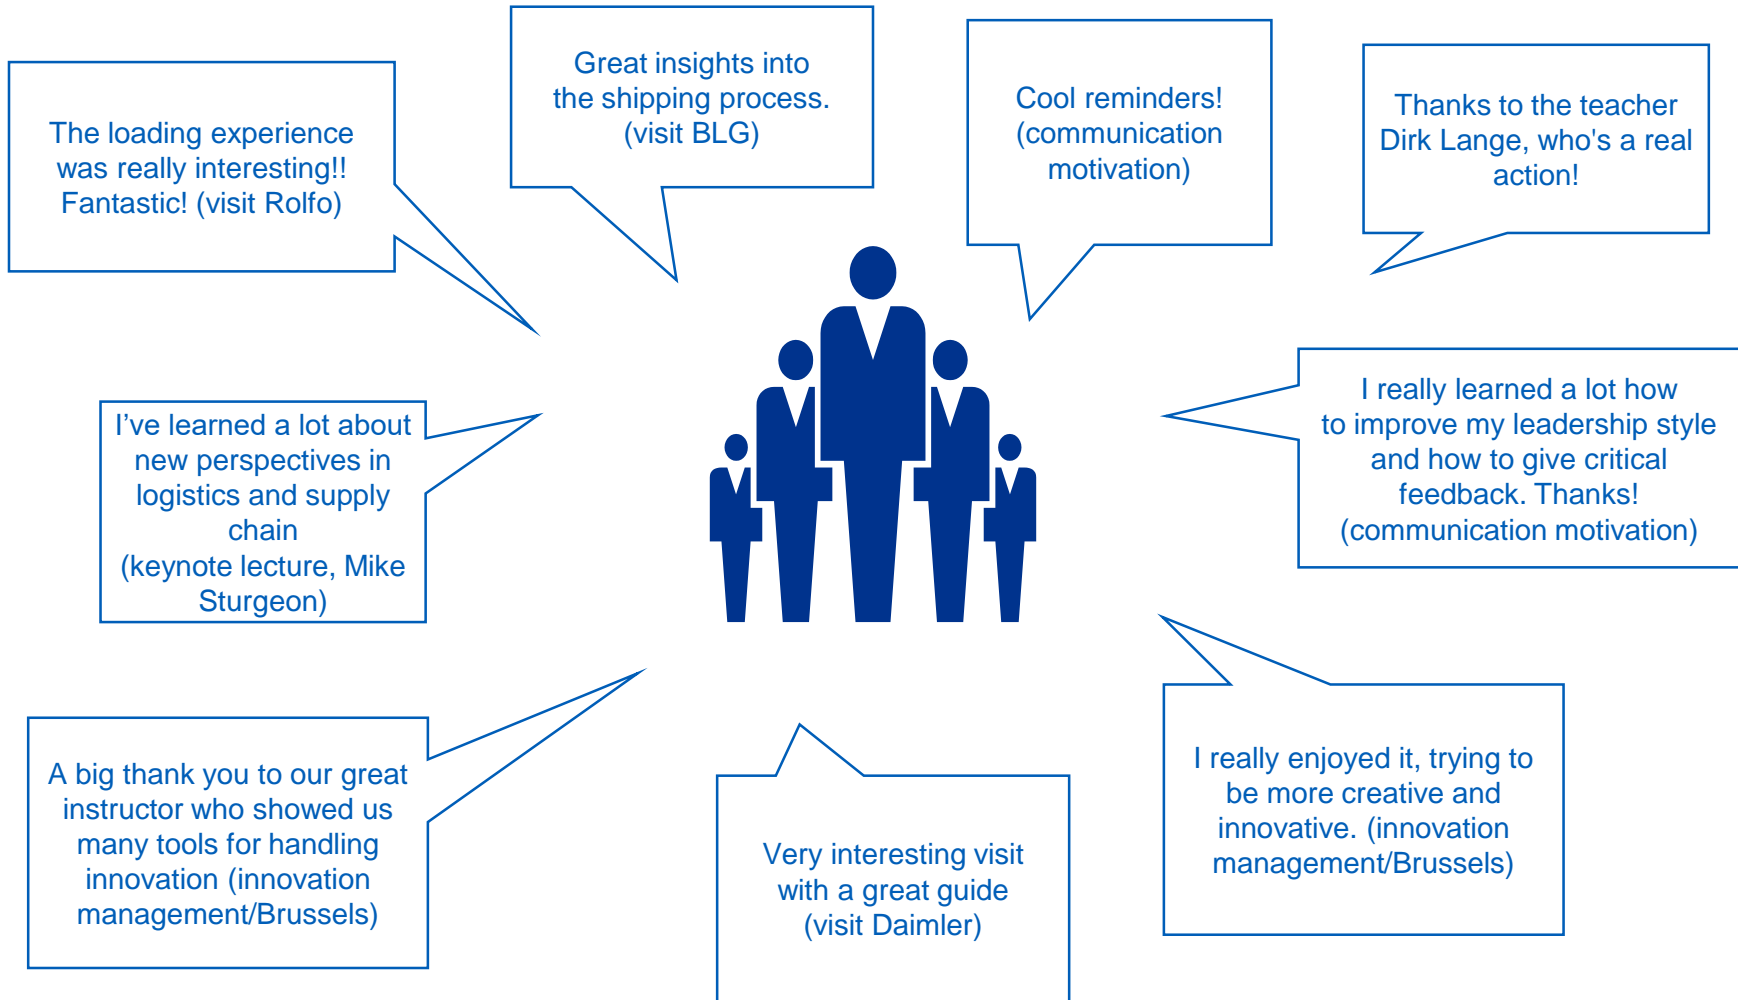 The loading experience
was really interesting!!
Fantastic! (visit Rolfo)
Great insights into
the shipping process.
(visit BLG)
Cool reminders!
(communication
motivation)
Thanks to the teacher
Dirk Lange, who's a real
action!
I've learned a lot about
new perspectives in
logistics and supply
chain
(keynote lecture, Mike
Sturgeon)
I really learned a lot how
to improve my leadership style
and how to give critical
feedback. Thanks!
(communication motivation)
A big thank you to our great
instructor who showed us
many tools for handling
innovation (innovation
management/Brussels)
Very interesting visit
with a great guide
(visit Daimler)
I really enjoyed it, trying to
be more creative and
innovative. (innovation
management/Brussels)